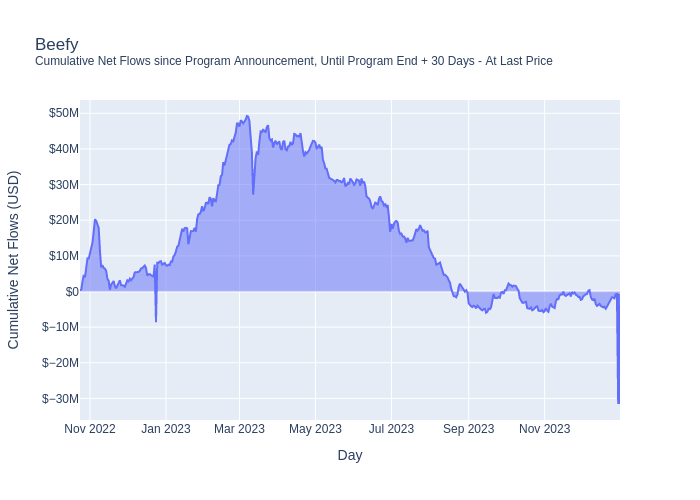 Beefy
Cumulative Net Flows since Program Announcement, Until Program End + 30 Days - At Last Price
Cumulative Net Flows (USD)
$50M
$40M
$30M
$20M
$10M
$0
$−10M
$−20M
$−30M
Nov 2022
Jan 2023
Mar 2023
May 2023
Jul 2023
Sep 2023
Nov 2023
Day